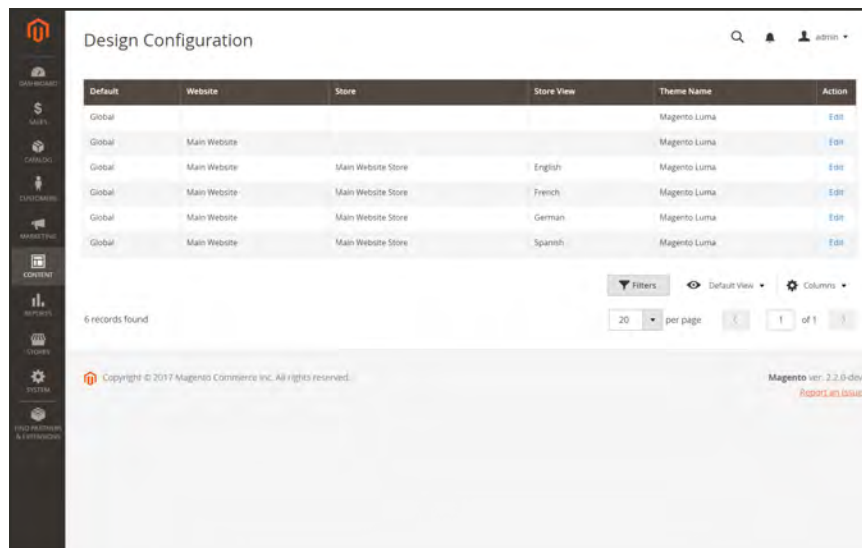 Design Configuration
admin
DASHBOARD
SALES
CATALOG
CUSTOMERS
MARKETING
CONTENT
REPORTS
STORES
SYSTEM
FIND PARTNERS
& EXTENSIONS
Default Website Store Store View Theme Name Action
Global Magento Luma Edit
Global Main Website Magento Luma Edit
Global Main Website Main Website Store English Magento Luma Edit
Global Main Website Main Website Store French Magento Luma Edit
Global Main Website Main Website Store German Magento Luma Edit
Global Main Website Main Website Store Spanish Magento Luma Edit
Filters Default View Columns
6 records found 20 per page 1 of 1
Copyright © 2017 Magento Commerce Inc. All rights reserved. Magento ver. 2.2.0-dev
Report an Issue